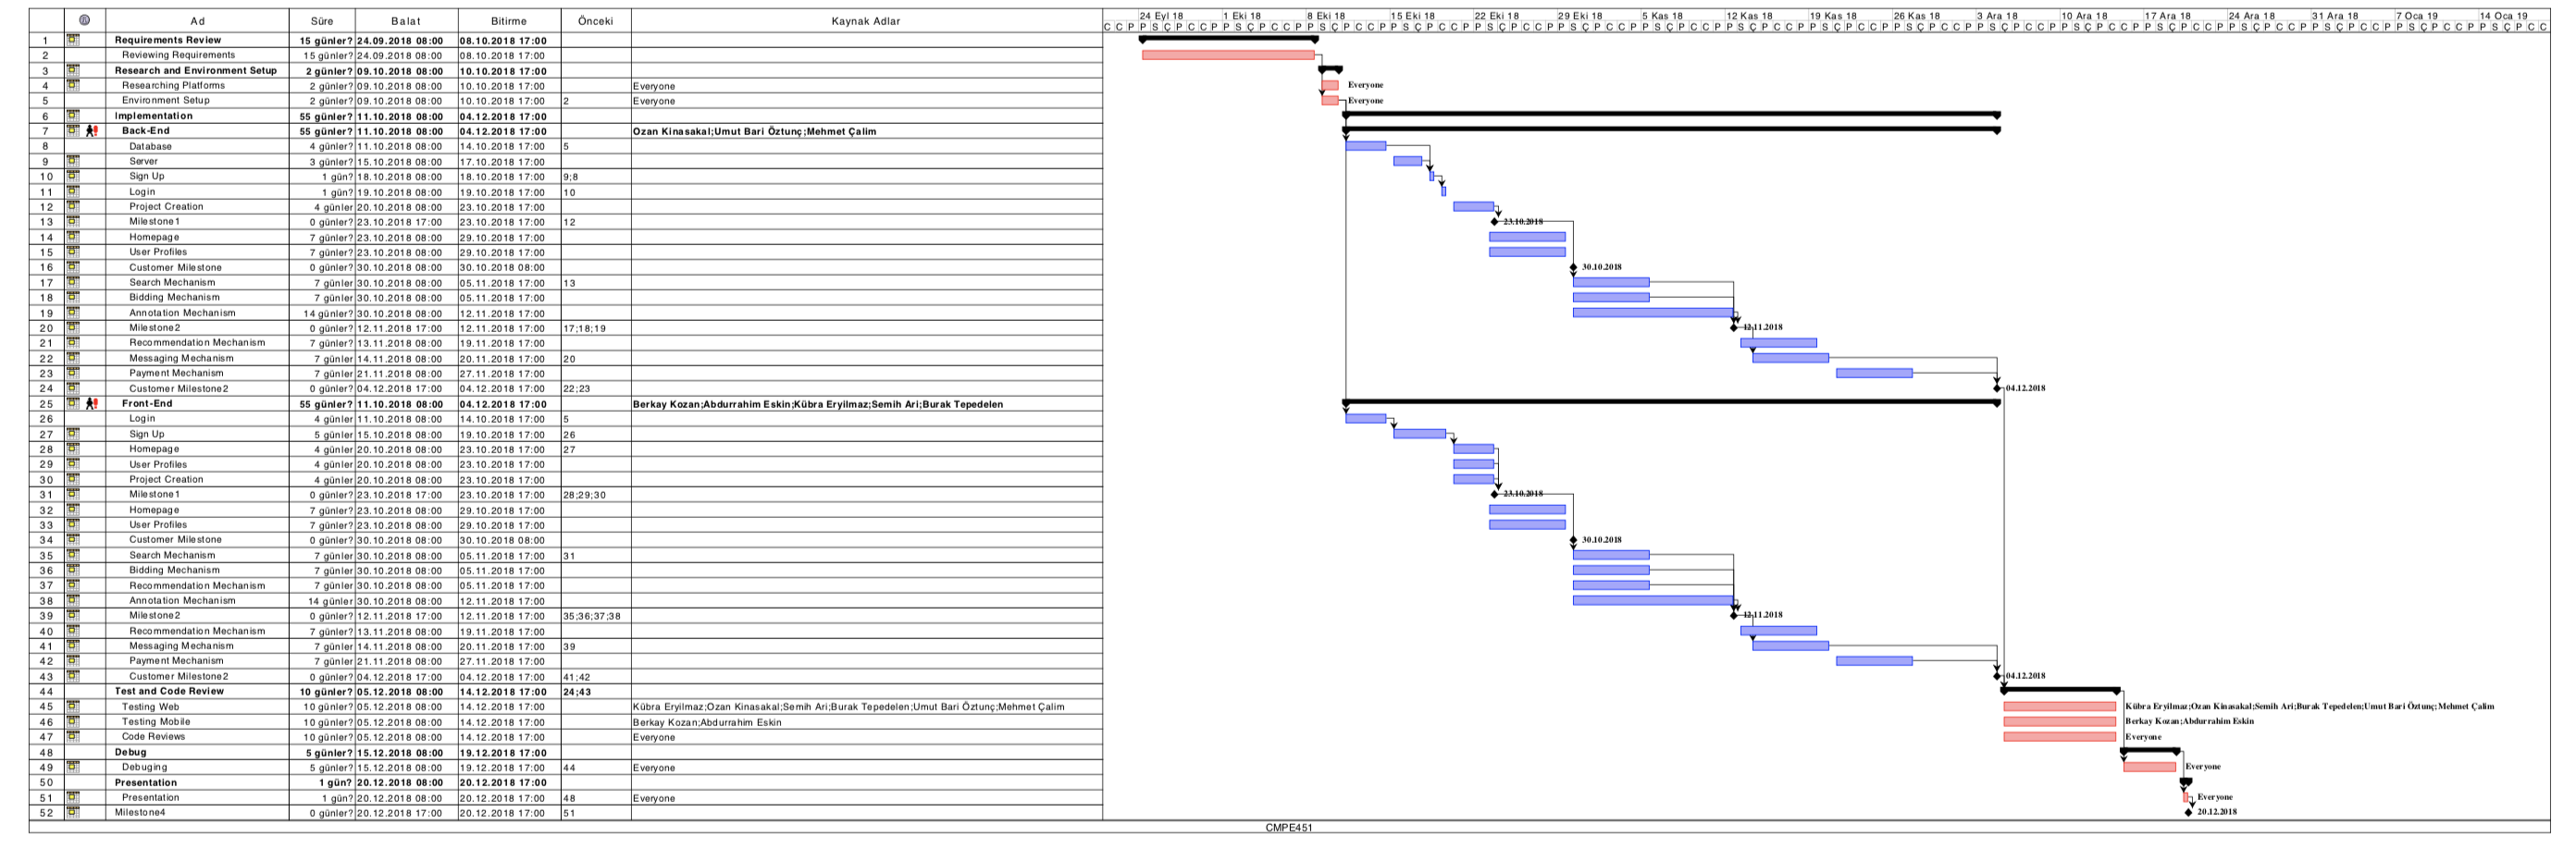 Ad Süre Balat Bitirme Önceki Kaynak Adlar
24 Eyl 18 1 Eki 18 8 Eki 18 15 Eki 18 22 Eki 18 29 Eki 18 5 Kas 18 12 Kas 18 19 Kas 18 26 Kas 18 3 Ara 18 10 Ara 18 17 Ara 18 24 Ara 18 31 Ara 18 7 Oca 19 14 Oca 19
1 Requirements Review 15 günler? 24.09.2018 08:00 08.10.2018 17:00
2 Reviewing Requirements 15 günler? 24.09.2018 08:00 08.10.2018 17:00
3 Research and Environment Setup 2 günler? 09.10.2018 08:00 10.10.2018 17:00
4 Researching Platforms 2 günler? 09.10.2018 08:00 10.10.2018 17:00 Everyone Everyone
5 Environment Setup 2 günler? 09.10.2018 08:00 10.10.2018 17:00 2 Everyone Everyone
6 Implementation 55 günler? 11.10.2018 08:00 04.12.2018 17:00
7 Back-End 55 günler? 11.10.2018 08:00 04.12.2018 17:00 Ozan Kinasakal;Umut Bari Öztunç;Mehmet Çalim
8 Database 4 günler? 11.10.2018 08:00 14.10.2018 17:00 5
9 Server 3 günler? 15.10.2018 08:00 17.10.2018 17:00
10 Sign Up 1 gün? 18.10.2018 08:00 18.10.2018 17:00 9;8
11 Login 1 gün? 19.10.2018 08:00 19.10.2018 17:00 10
12 Project Creation 4 günler 20.10.2018 08:00 23.10.2018 17:00
13 Milestone1 0 günler? 23.10.2018 17:00 23.10.2018 17:00 12 23.10.2018
14 Homepage 7 günler? 23.10.2018 08:00 29.10.2018 17:00
15 User Profiles 7 günler? 23.10.2018 08:00 29.10.2018 17:00
16 Customer Milestone 0 günler? 30.10.2018 08:00 30.10.2018 08:00 30.10.2018
17 Search Mechanism 7 günler 30.10.2018 08:00 05.11.2018 17:00 13
18 Bidding Mechanism 7 günler 30.10.2018 08:00 05.11.2018 17:00
19 Annotation Mechanism 14 günler? 30.10.2018 08:00 12.11.2018 17:00
20 Milestone2 0 günler? 12.11.2018 17:00 12.11.2018 17:00 17;18;19 12.11.2018
21 Recommendation Mechanism 7 günler? 13.11.2018 08:00 19.11.2018 17:00
22 Messaging Mechanism 7 günler 14.11.2018 08:00 20.11.2018 17:00 20
23 Payment Mechanism 7 günler 21.11.2018 08:00 27.11.2018 17:00
24 Customer Milestone2 0 günler? 04.12.2018 17:00 04.12.2018 17:00 22;23 04.12.2018
25 Front-End 55 günler? 11.10.2018 08:00 04.12.2018 17:00 Berkay Kozan;Abdurrahim Eskin;Kübra Eryilmaz;Semih Ari;Burak Tepedelen
26 Login 4 günler 11.10.2018 08:00 14.10.2018 17:00 5
27 Sign Up 5 günler 15.10.2018 08:00 19.10.2018 17:00 26
28 Homepage 4 günler 20.10.2018 08:00 23.10.2018 17:00 27
29 User Profiles 4 günler 20.10.2018 08:00 23.10.2018 17:00
30 Project Creation 4 günler 20.10.2018 08:00 23.10.2018 17:00
31 Milestone1 0 günler? 23.10.2018 17:00 23.10.2018 17:00 28;29;30 23.10.2018
32 Homepage 7 günler? 23.10.2018 08:00 29.10.2018 17:00
33 User Profiles 7 günler? 23.10.2018 08:00 29.10.2018 17:00
34 Customer Milestone 0 günler? 30.10.2018 08:00 30.10.2018 08:00 30.10.2018
35 Search Mechanism 7 günler 30.10.2018 08:00 05.11.2018 17:00 31
36 Bidding Mechanism 7 günler 30.10.2018 08:00 05.11.2018 17:00
37 Recommendation Mechanism 7 günler 30.10.2018 08:00 05.11.2018 17:00
38 Annotation Mechanism 14 günler 30.10.2018 08:00 12.11.2018 17:00
39 Milestone2 0 günler? 12.11.2018 17:00 12.11.2018 17:00 35;36;37;38 12.11.2018
40 Recommendation Mechanism 7 günler? 13.11.2018 08:00 19.11.2018 17:00
41 Messaging Mechanism 7 günler 14.11.2018 08:00 20.11.2018 17:00 39
42 Payment Mechanism 7 günler 21.11.2018 08:00 27.11.2018 17:00
43 Customer Milestone2 0 günler? 04.12.2018 17:00 04.12.2018 17:00 41;42 04.12.2018
44 Test and Code Review 10 günler? 05.12.2018 08:00 14.12.2018 17:00 24;43
45 Testing Web 10 günler? 05.12.2018 08:00 14.12.2018 17:00 Kübra Eryilmaz;Ozan Kinasakal;Semih Ari;Burak Tepedelen;Umut Bari Öztunç;Mehmet Çalim Kübra Eryilmaz;Ozan Kinasakal;Semih Ari;Burak Tepedelen;Umut Bari Öztunç;Mehmet Çalim
46 Testing Mobile 10 günler? 05.12.2018 08:00 14.12.2018 17:00 Berkay Kozan;Abdurrahim Eskin Berkay Kozan;Abdurrahim Eskin
47 Code Reviews 10 günler? 05.12.2018 08:00 14.12.2018 17:00 Everyone Everyone
48 Debug 5 günler? 15.12.2018 08:00 19.12.2018 17:00
49 Debuging 5 günler? 15.12.2018 08:00 19.12.2018 17:00 44 Everyone Everyone
50 Presentation 1 gün? 20.12.2018 08:00 20.12.2018 17:00
51 Presentation 1 gün? 20.12.2018 08:00 20.12.2018 17:00 48 Everyone Everyone
52 Milestone4 0 günler? 20.12.2018 17:00 20.12.2018 17:00 51 20.12.2018
CMPE451